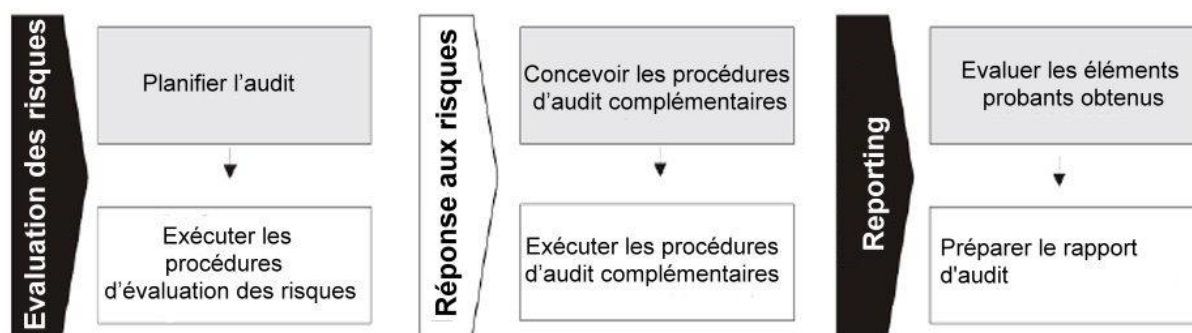 Evaluation des risques
Planifier l'audit
Exécuter les
procédures
d'évaluation des risques
Réponse aux risques
Concevoir les procédures
d'audit complémentaires
Exécuter les procédures
d'audit complémentaires
Reporting
Evaluer les éléments
probants obtenus
Préparer le rapport
d'audit